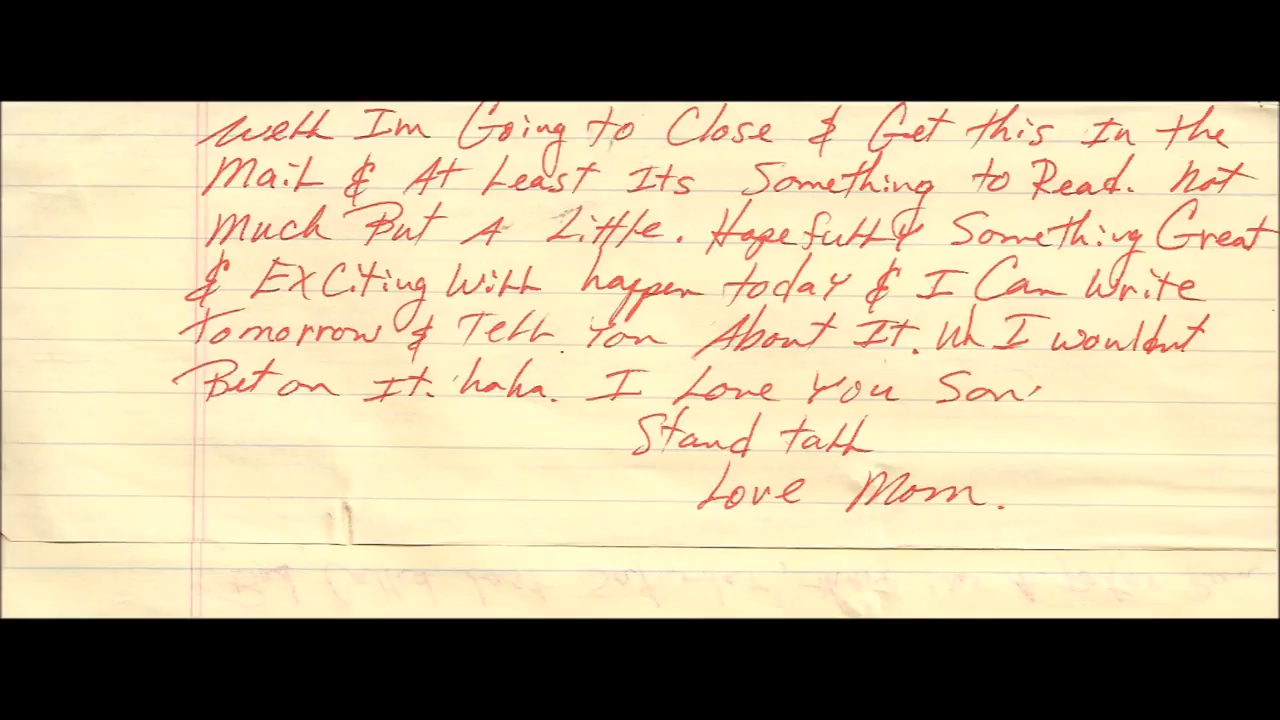 Well Im Going to Close & Get this In the
Mail & At Least Its Something to Read. Not
Much But A Little. Hopefully Something Great
& Exciting Will happen today & I Can Write
Tomorrow & Tell You About It. Uh I wouldnt
Bet on It. haha. I Love You Son,
Stand tall
Love Mom.